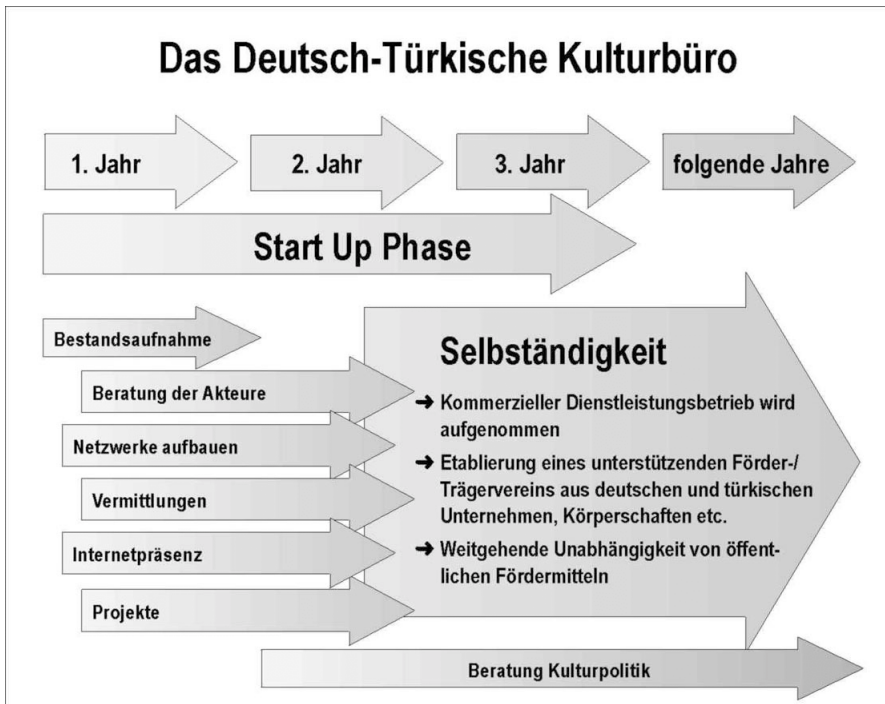 Das Deutsch-Türkische Kulturbüro
1. Jahr
2. Jahr
3. Jahr
folgende Jahre
Start Up Phase
Bestandsaufnahme
Beratung der Akteure
Netzwerke aufbauen
Vermittlungen
Internetpräsenz
Projekte
Selbständigkeit
➔ Kommerzieller Dienstleistungsbetrieb wird
aufgenommen
➔ Etablierung eines unterstützenden Förder-/
Trägervereins aus deutschen und türkischen
Unternehmen, Körperschaften etc.
➔ Weitgehende Unabhängigkeit von öffent-
lichen Fördermitteln
Beratung Kulturpolitik